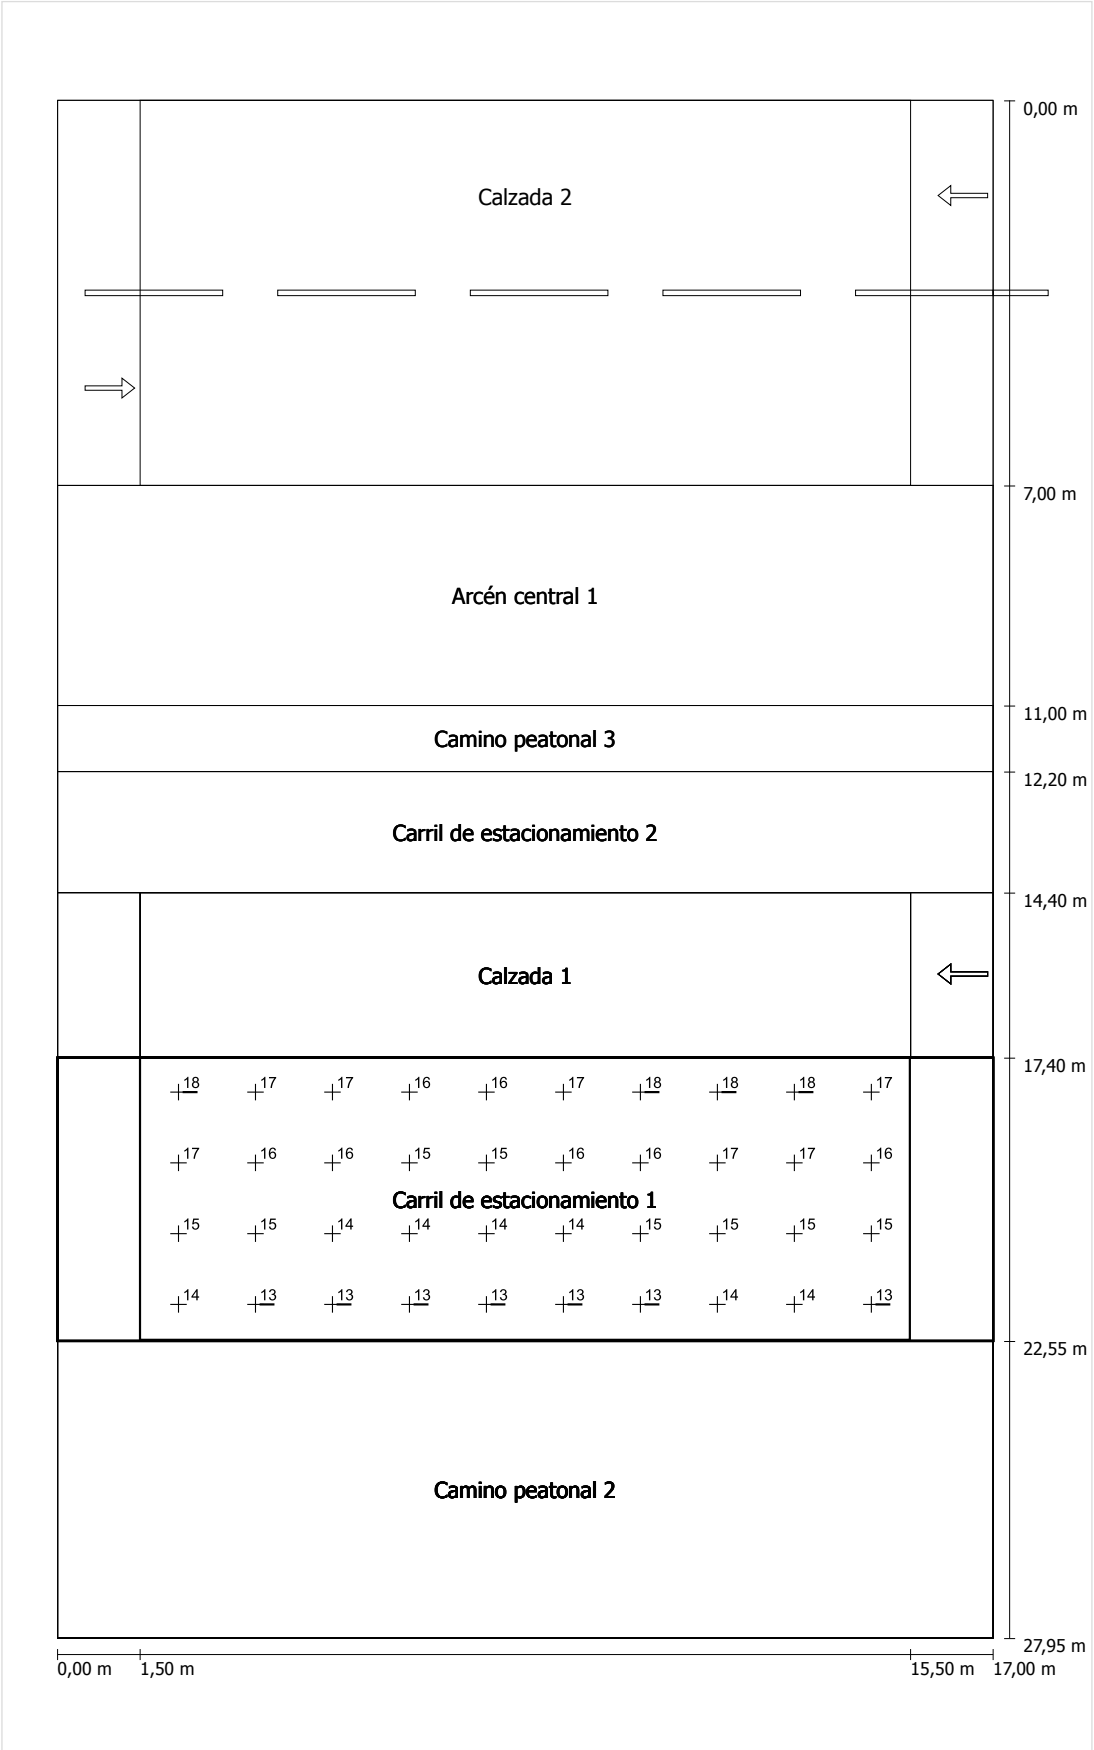 0,00 m
Calzada 2
7,00 m
Arcén central 1
11,00 m
Camino peatonal 3
12,20 m
Carril de estacionamiento 2
14,40 m
Calzada 1
17,40 m
18 17 17 16 16 17 18 18 18 17
17 16 16 15 15 16 16 17 17 16
Carril de estacionamiento 1
15 15 14 14 14 14 15 15 15 15
14 13 13 13 13 13 13 14 14 13
22,55 m
Camino peatonal 2
27,95 m
0,00 m 1,50 m 15,50 m 17,00 m